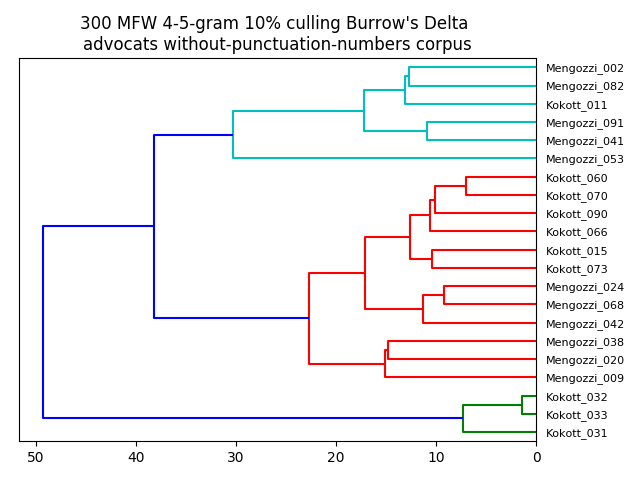 300 MFW 4-5-gram 10% culling Burrow's Delta
advocats without-punctuation-numbers corpus
Mengozzi_002
Mengozzi_082
Kokott_011
Mengozzi_091
Mengozzi_041
Mengozzi_053
Kokott_060
Kokott_070
Kokott_090
Kokott_066
Kokott_015
Kokott_073
Mengozzi_024
Mengozzi_068
Mengozzi_042
Mengozzi_038
Mengozzi_020
Mengozzi_009
Kokott_032
Kokott_033
Kokott_031
50 40 30 20 10 0